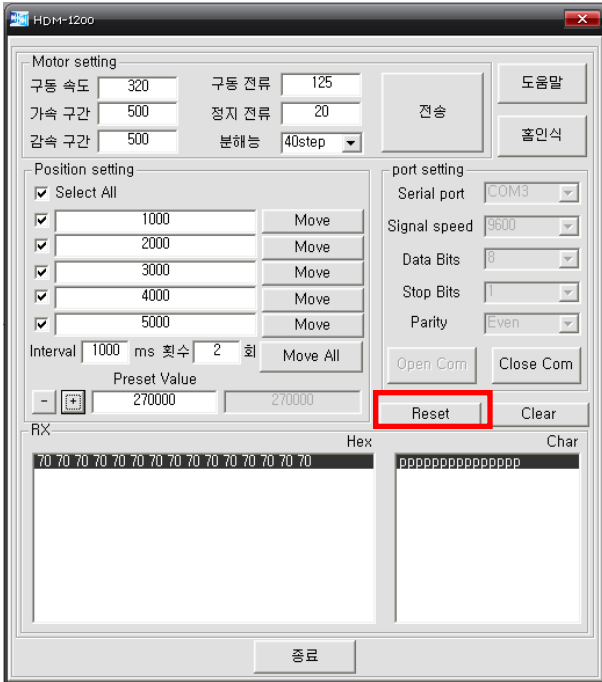 HDM-1200
Motor setting
구동 속도 320 구동 전류 125
가속 구간 500 정지 전류 20
감속 구간 500 분해능 40step
전송
도움말
홈인식
Position setting
Select All
1000 Move
2000 Move
3000 Move
4000 Move
5000 Move
Interval 1000 ms 횟수 2 회 Move All
Preset Value
- + 270000 270000
port setting
Serial port COM3
Signal speed 9600
Data Bits 8
Stop Bits 1
Parity Even
Open Com Close Com
Reset Clear
RX
Hex Char
70 70 70 70 70 70 70 70 70 70 70 70 70 70 70 ppppppppppppppp
종료